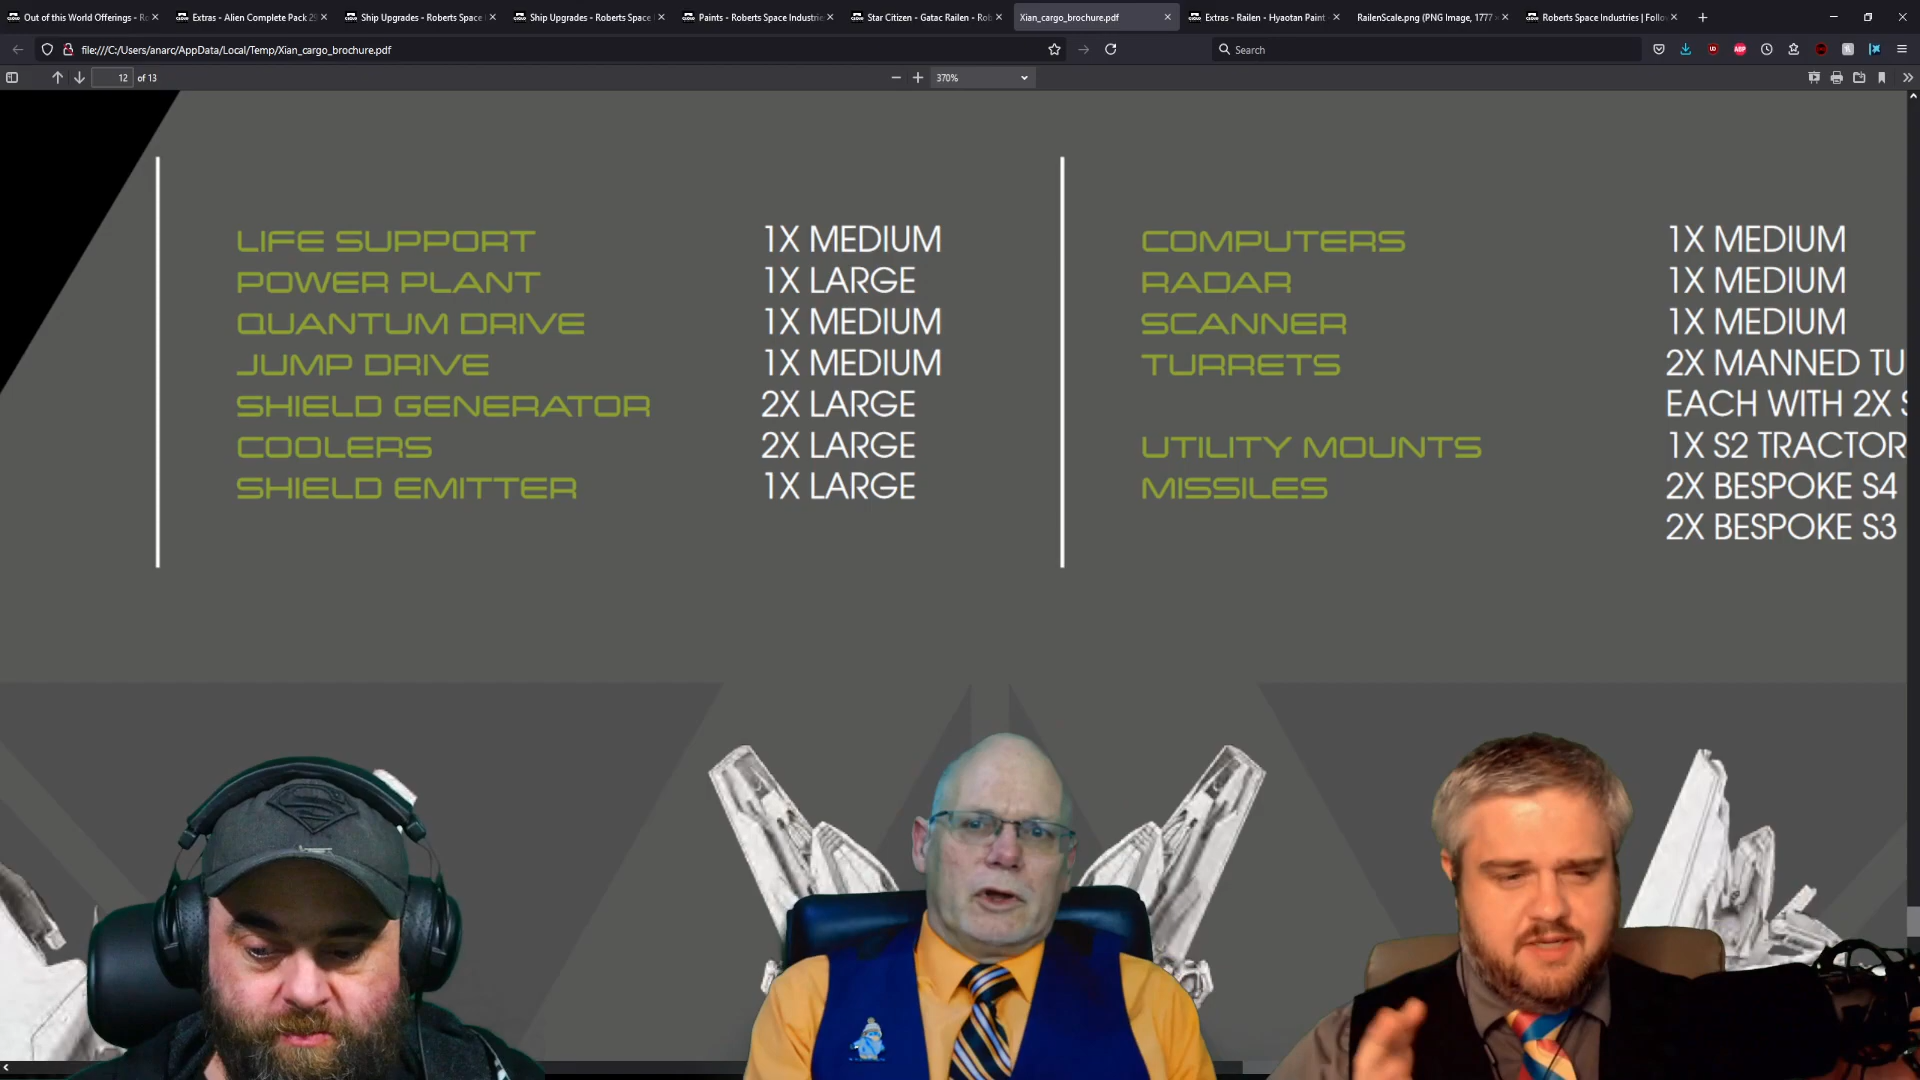 Out of this World Offerings - Ro
Extras - Alien Complete Pack 29
Ship Upgrades - Roberts Space
Ship Upgrades - Roberts Space
Paints - Roberts Space Industrie
Star Citizen - Gatac Railen - Rob
Xian_cargo_brochure.pdf
Extras - Railen - Hyaotan Paint
RailenScale.png (PNG Image, 1777
Roberts Space Industries | Follow
file:///C:/Users/anarc/AppData/Local/Temp/Xian_cargo_brochure.pdf
Search
12 of 13
370%
LIFE SUPPORT 1X MEDIUM
POWER PLANT 1X LARGE
QUANTUM DRIVE 1X MEDIUM
JUMP DRIVE 1X MEDIUM
SHIELD GENERATOR 2X LARGE
COOLERS 2X LARGE
SHIELD EMITTER 1X LARGE
COMPUTERS 1X MEDIUM
RADAR 1X MEDIUM
SCANNER 1X MEDIUM
TURRETS 2X MANNED TU
EACH WITH 2X S
UTILITY MOUNTS 1X S2 TRACTOR
MISSILES 2X BESPOKE S4
2X BESPOKE S3